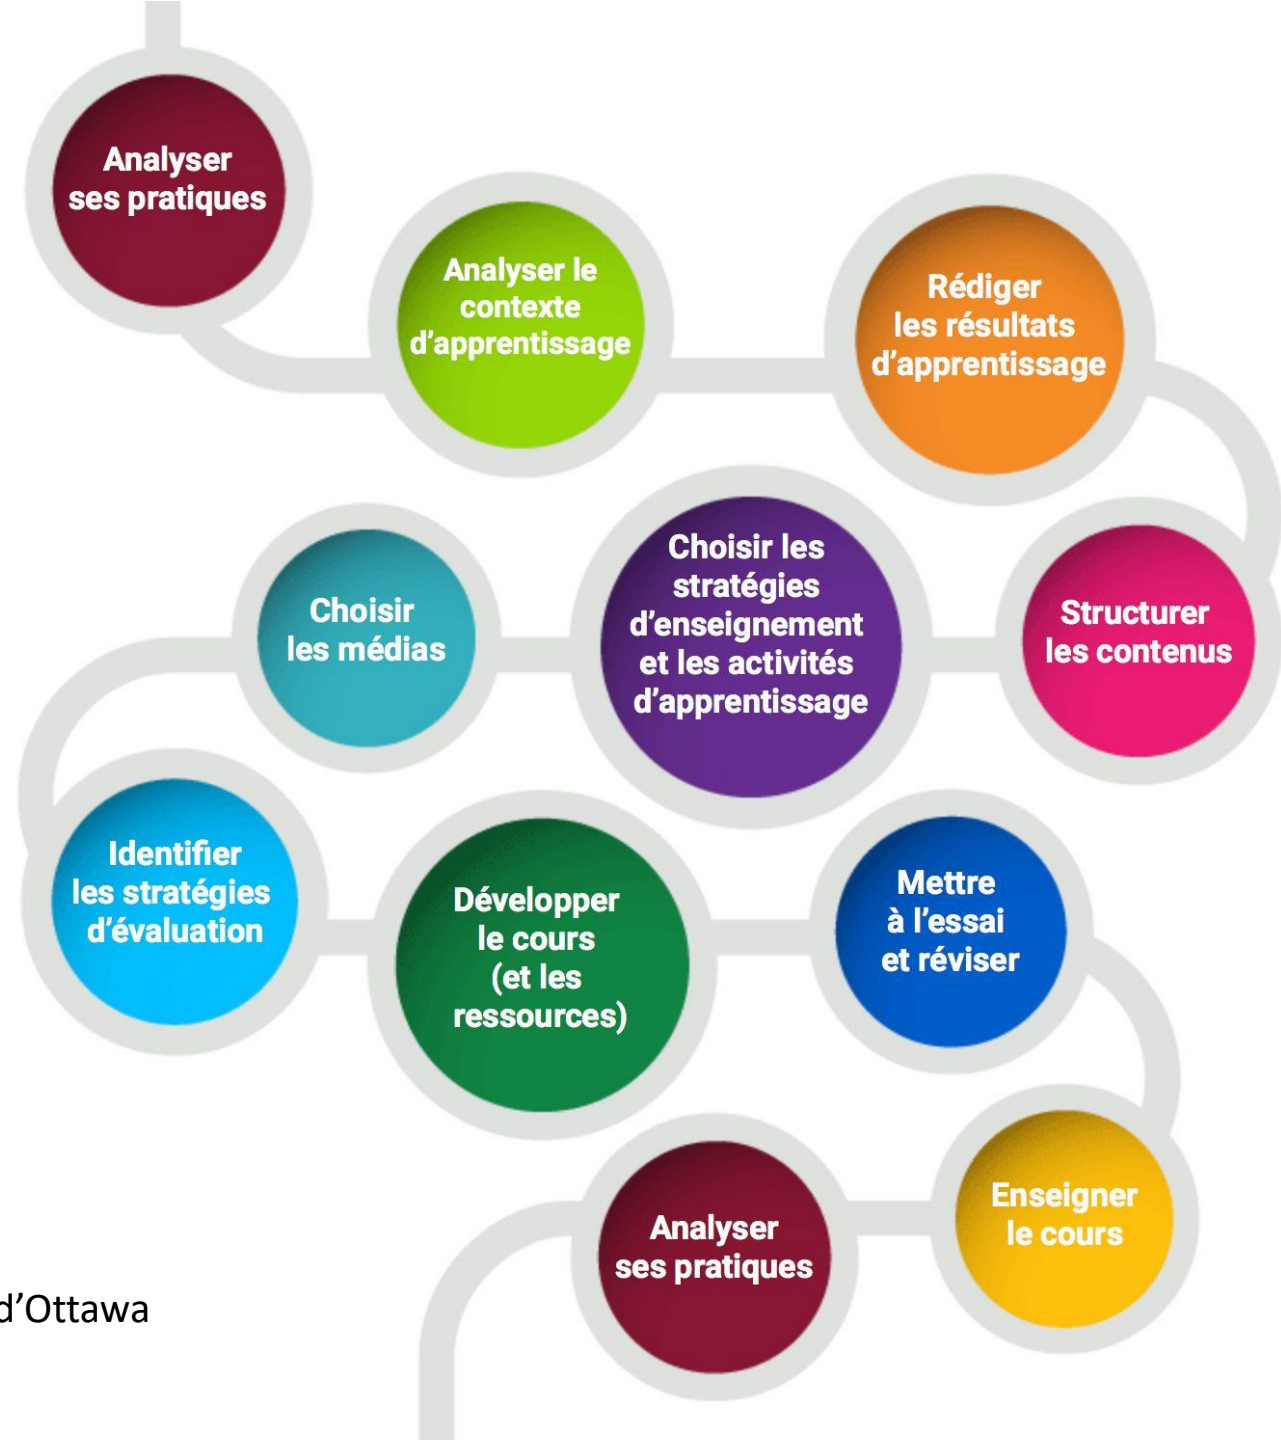 Analyser
ses pratiques
Analyser le
contexte
d'apprentissage
Rédiger
les résultats
d'apprentissage
Structurer
les contenus
Choisir les
stratégies
d'enseignement
et les activités
d'apprentissage
Choisir
les médias
Identifier
les stratégies
d'évaluation
Développer
le cours
(et les
ressources)
Mettre
à l'essai
et réviser
Enseigner
le cours
Analyser
ses pratiques
d'Ottawa